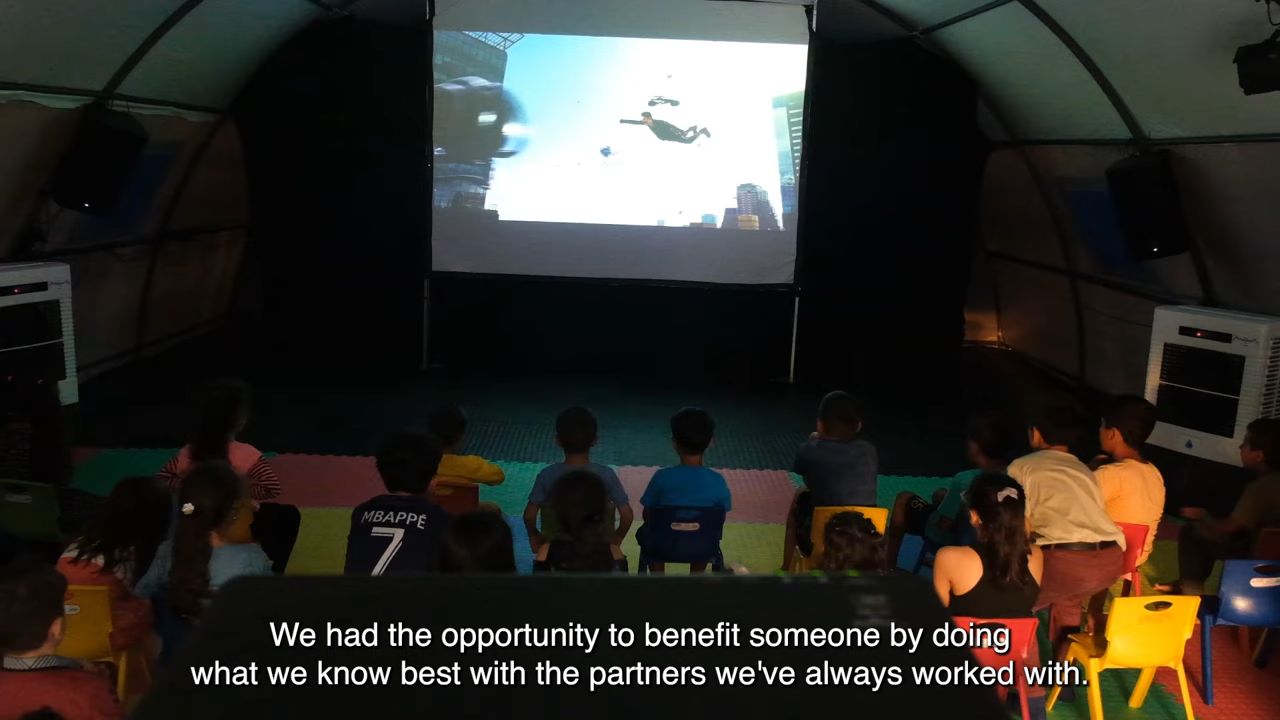 MBAPPÉ
7
We had the opportunity to benefit someone by doing
what we know best with the partners we've always worked with.